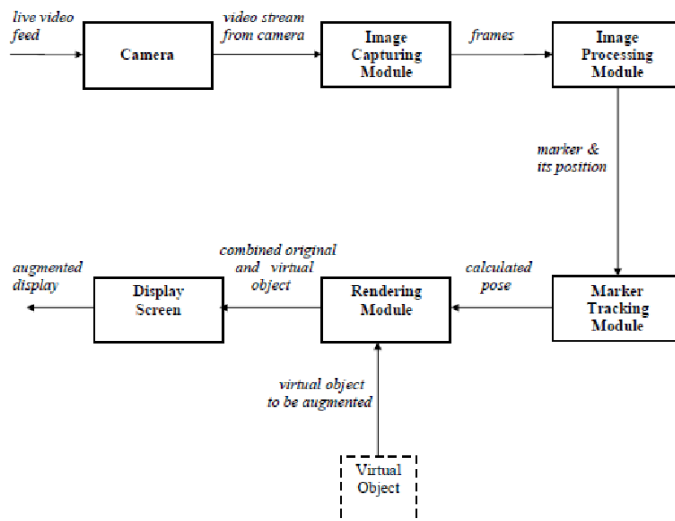 live video
feed
Camera
video stream
from camera
Image
Capturing
Module
frames
Image
Processing
Module
marker &
its position
augmented
display
Display
Screen
combined original
and virtual
object
Rendering
Module
calculated
pose
Marker
Tracking
Module
virtual object
to be augmented
Virtual
Object